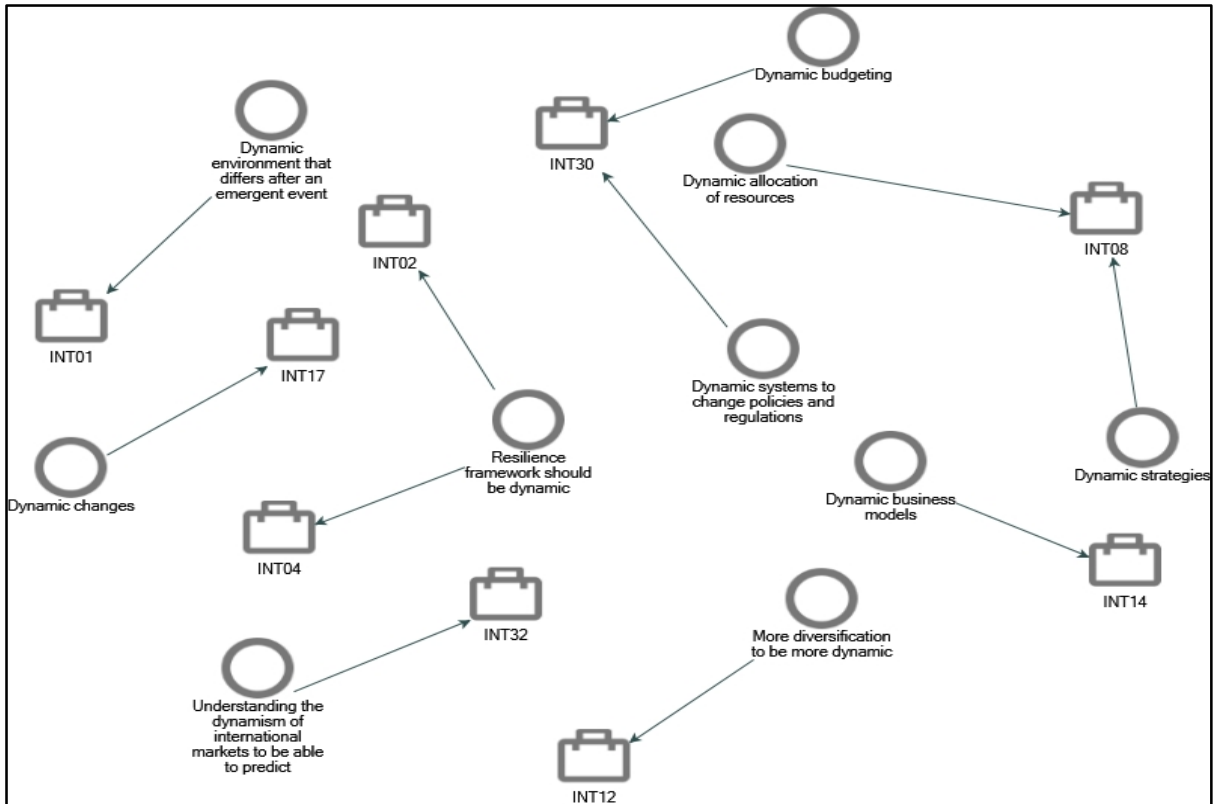 Dynamic budgeting
Dynamic
environment that
differs after an
emergent event
INT30
Dynamic allocation
of resources
INT02
INT08
INT01
INT17
Dynamic systems to
change policies and
regulations
Resilience
framework should
be dynamic
Dynamic strategies
Dynamic changes
Dynamic business
models
INT04
INT14
INT32
More diversification
to be more dynamic
Understanding the
dynamism of
international
markets to be able
to predict
INT12